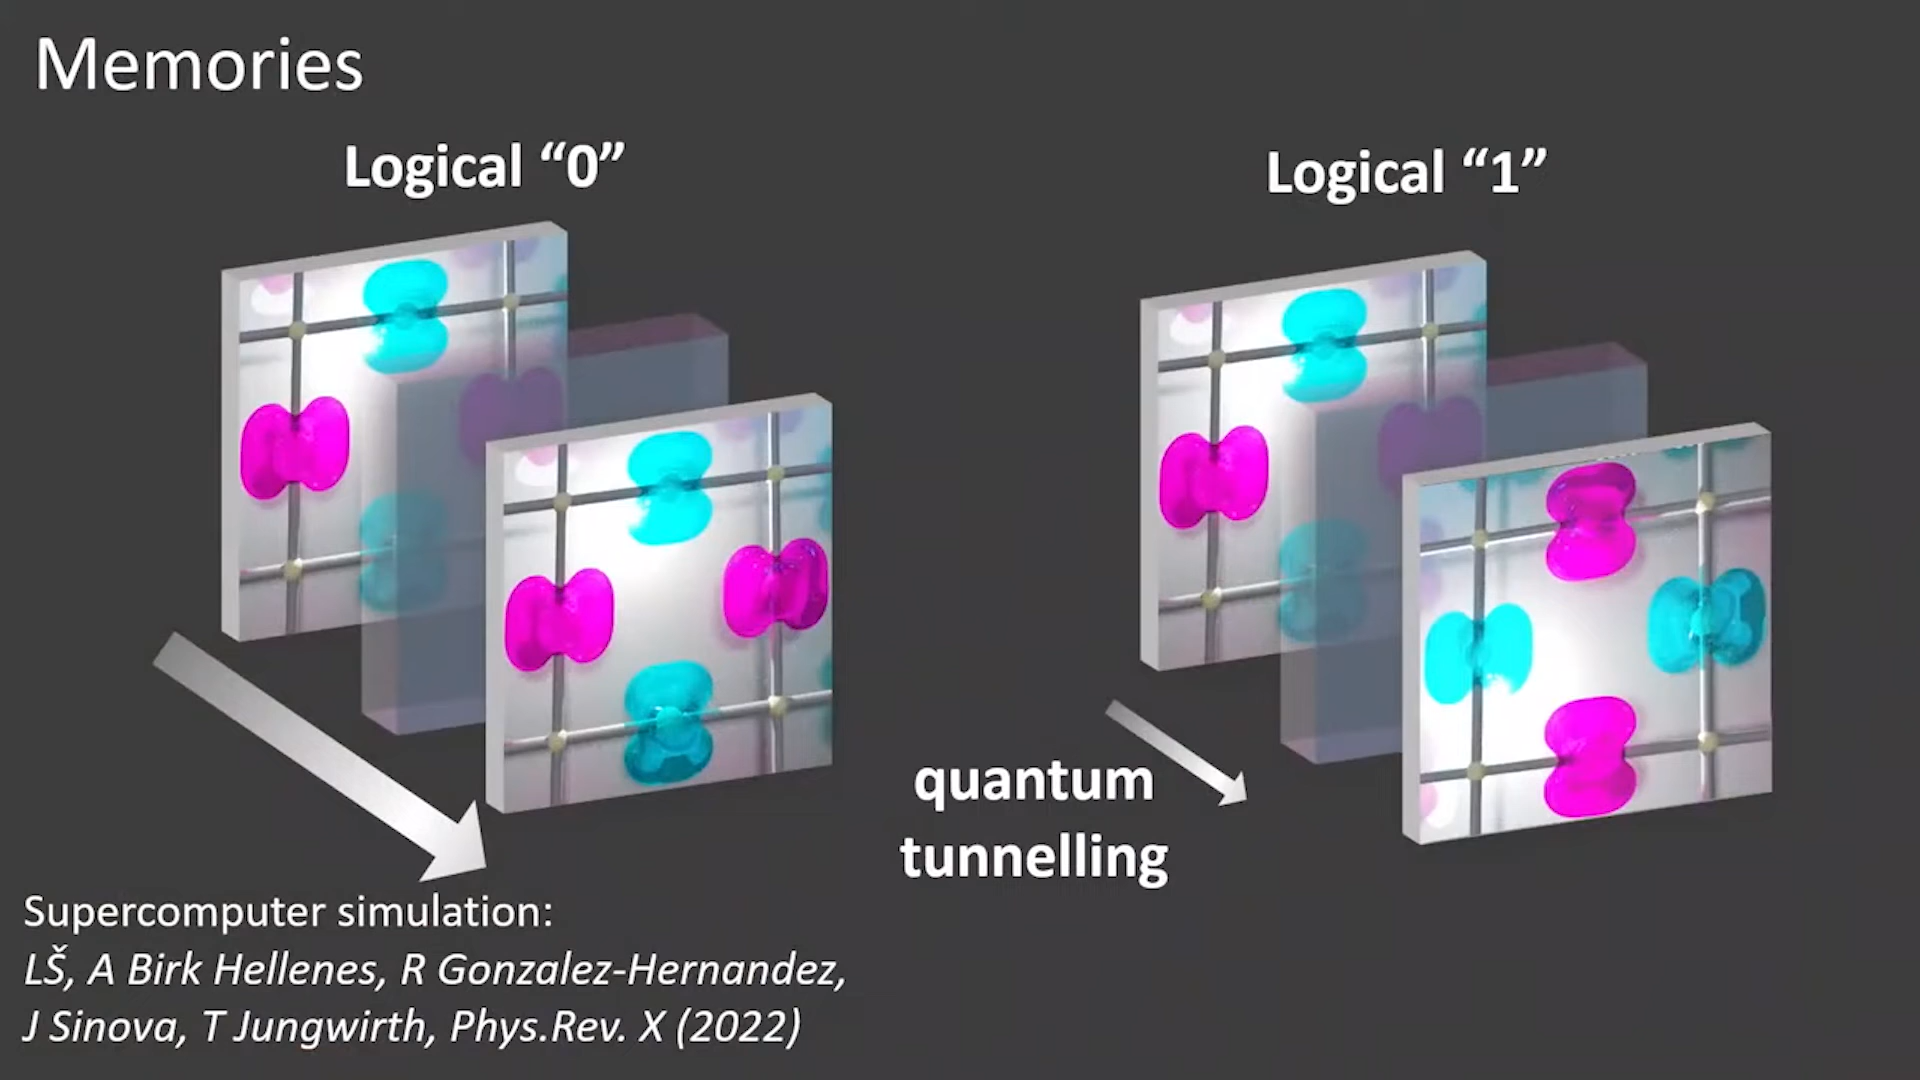 Memories
Logical “0”
Logical “1”
quantum
tunnelling
Supercomputer simulation:
LŠ, A Birk Hellenes, R Gonzalez-Hernandez,
J Sinova, T Jungwirth, Phys.Rev. X (2022)